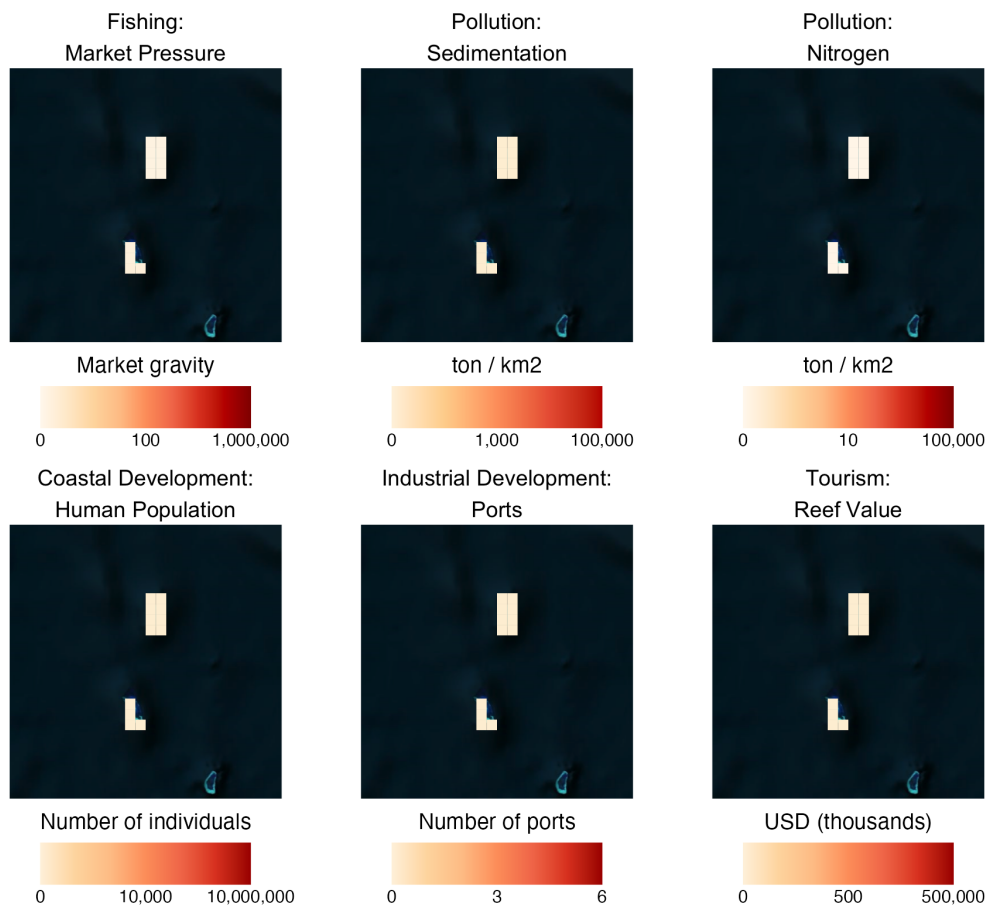 Fishing:
Market Pressure
Pollution:
Sedimentation
Pollution:
Nitrogen
Market gravity
0 100 1,000,000
ton / km2
0 1,000 100,000
ton / km2
0 10 100,000
Coastal Development:
Human Population
Industrial Development:
Ports
Tourism:
Reef Value
Number of individuals
0 10,000 10,000,000
Number of ports
0 3 6
USD (thousands)
0 500 500,000